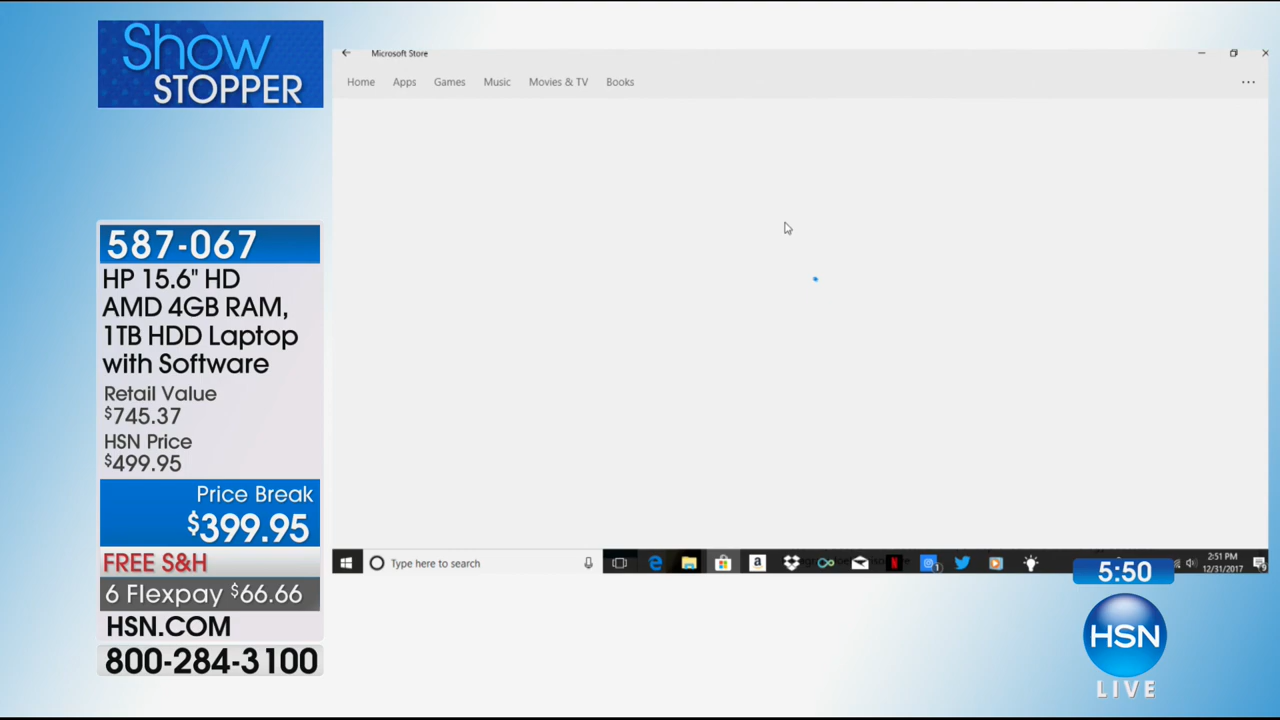 Show
STOPPER
587-067
HP 15.6" HD
AMD 4GB RAM,
1TB HDD Laptop
with Software
Retail Value
$745.37
HSN Price
$499.95
Price Break
$399.95
FREE S&H
6 Flexpay $66.66
HSN.COM
800-284-3100
Microsoft Store
Home Apps Games Music Movies & TV Books
Type here to search
2:51 PM
12/31/2017
5:50
HSN
LIVE